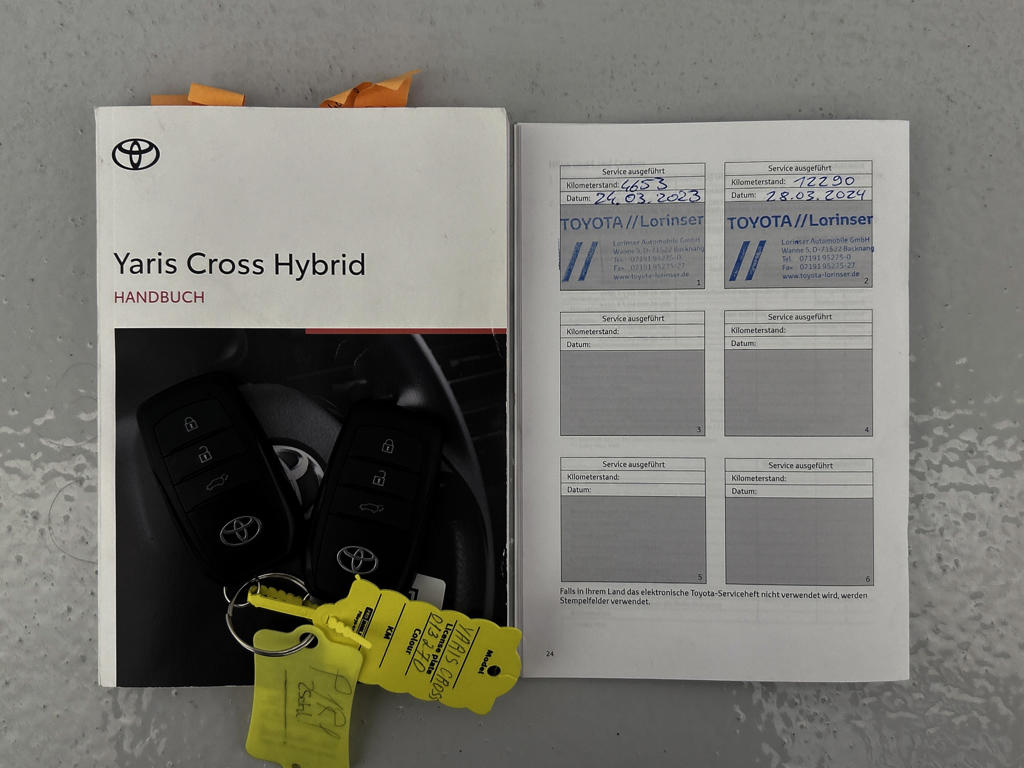 Yaris Cross Hybrid
HANDBUCH
Model
YARIS CROSS
License plate
Colour
KM
Service ausgeführt
Kilometerstand: 4653
Datum: 24.03.2023
TOYOTA // Lorinser
Lorinser Automobile GmbH
Wanne 5, D-71522 Backnang
Tel. 07191 95275-0
Fax 07191 95275-27
www.toyota-lorinser.de
1
Service ausgeführt
Kilometerstand: 12290
Datum: 28.03.2024
TOYOTA // Lorinser
Lorinser Automobile GmbH
Wanne 5, D-71522 Backnang
Tel. 07191 95275-0
Fax 07191 95275-27
www.toyota-lorinser.de
2
Service ausgeführt
Kilometerstand:
Datum:
3
Service ausgeführt
Kilometerstand:
Datum:
4
Service ausgeführt
Kilometerstand:
Datum:
5
Service ausgeführt
Kilometerstand:
Datum:
6
Falls in Ihrem Land das elektronische Toyota-Serviceheft nicht verwendet wird, werden
Stempelfelder verwendet.
24